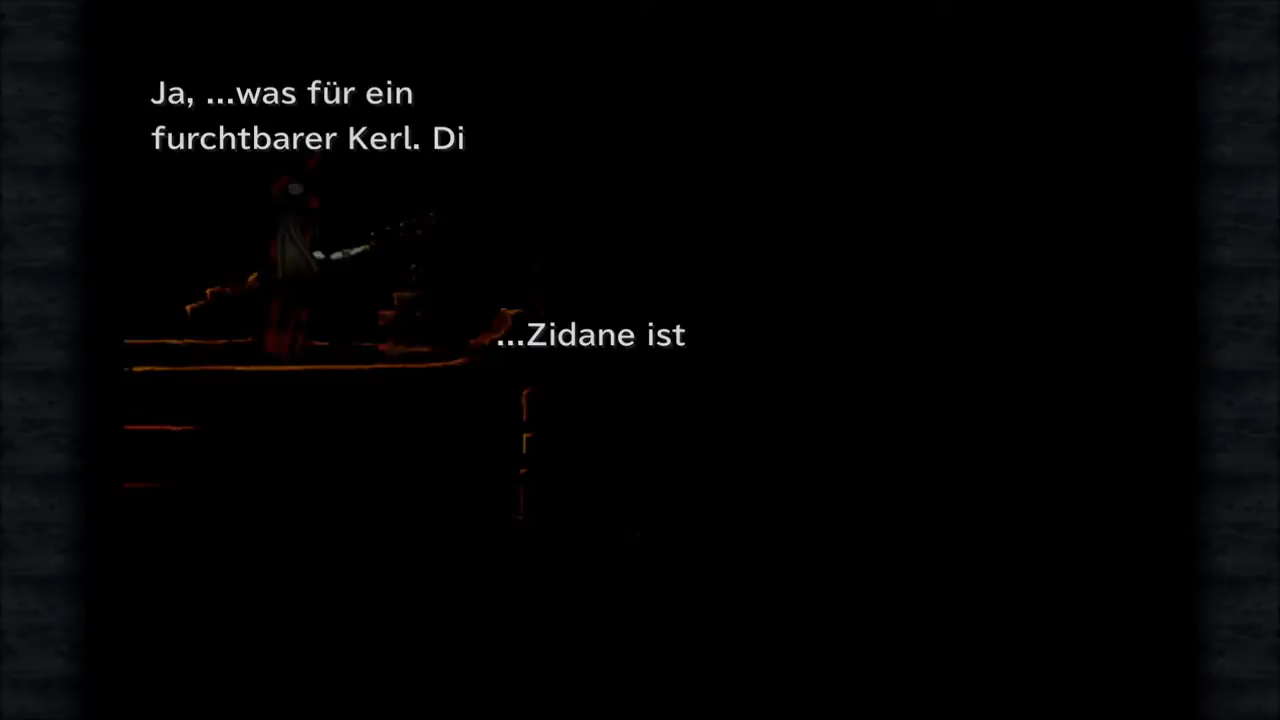 Ja, ...was für ein
furchtbarer Kerl. Di
...Zidane ist